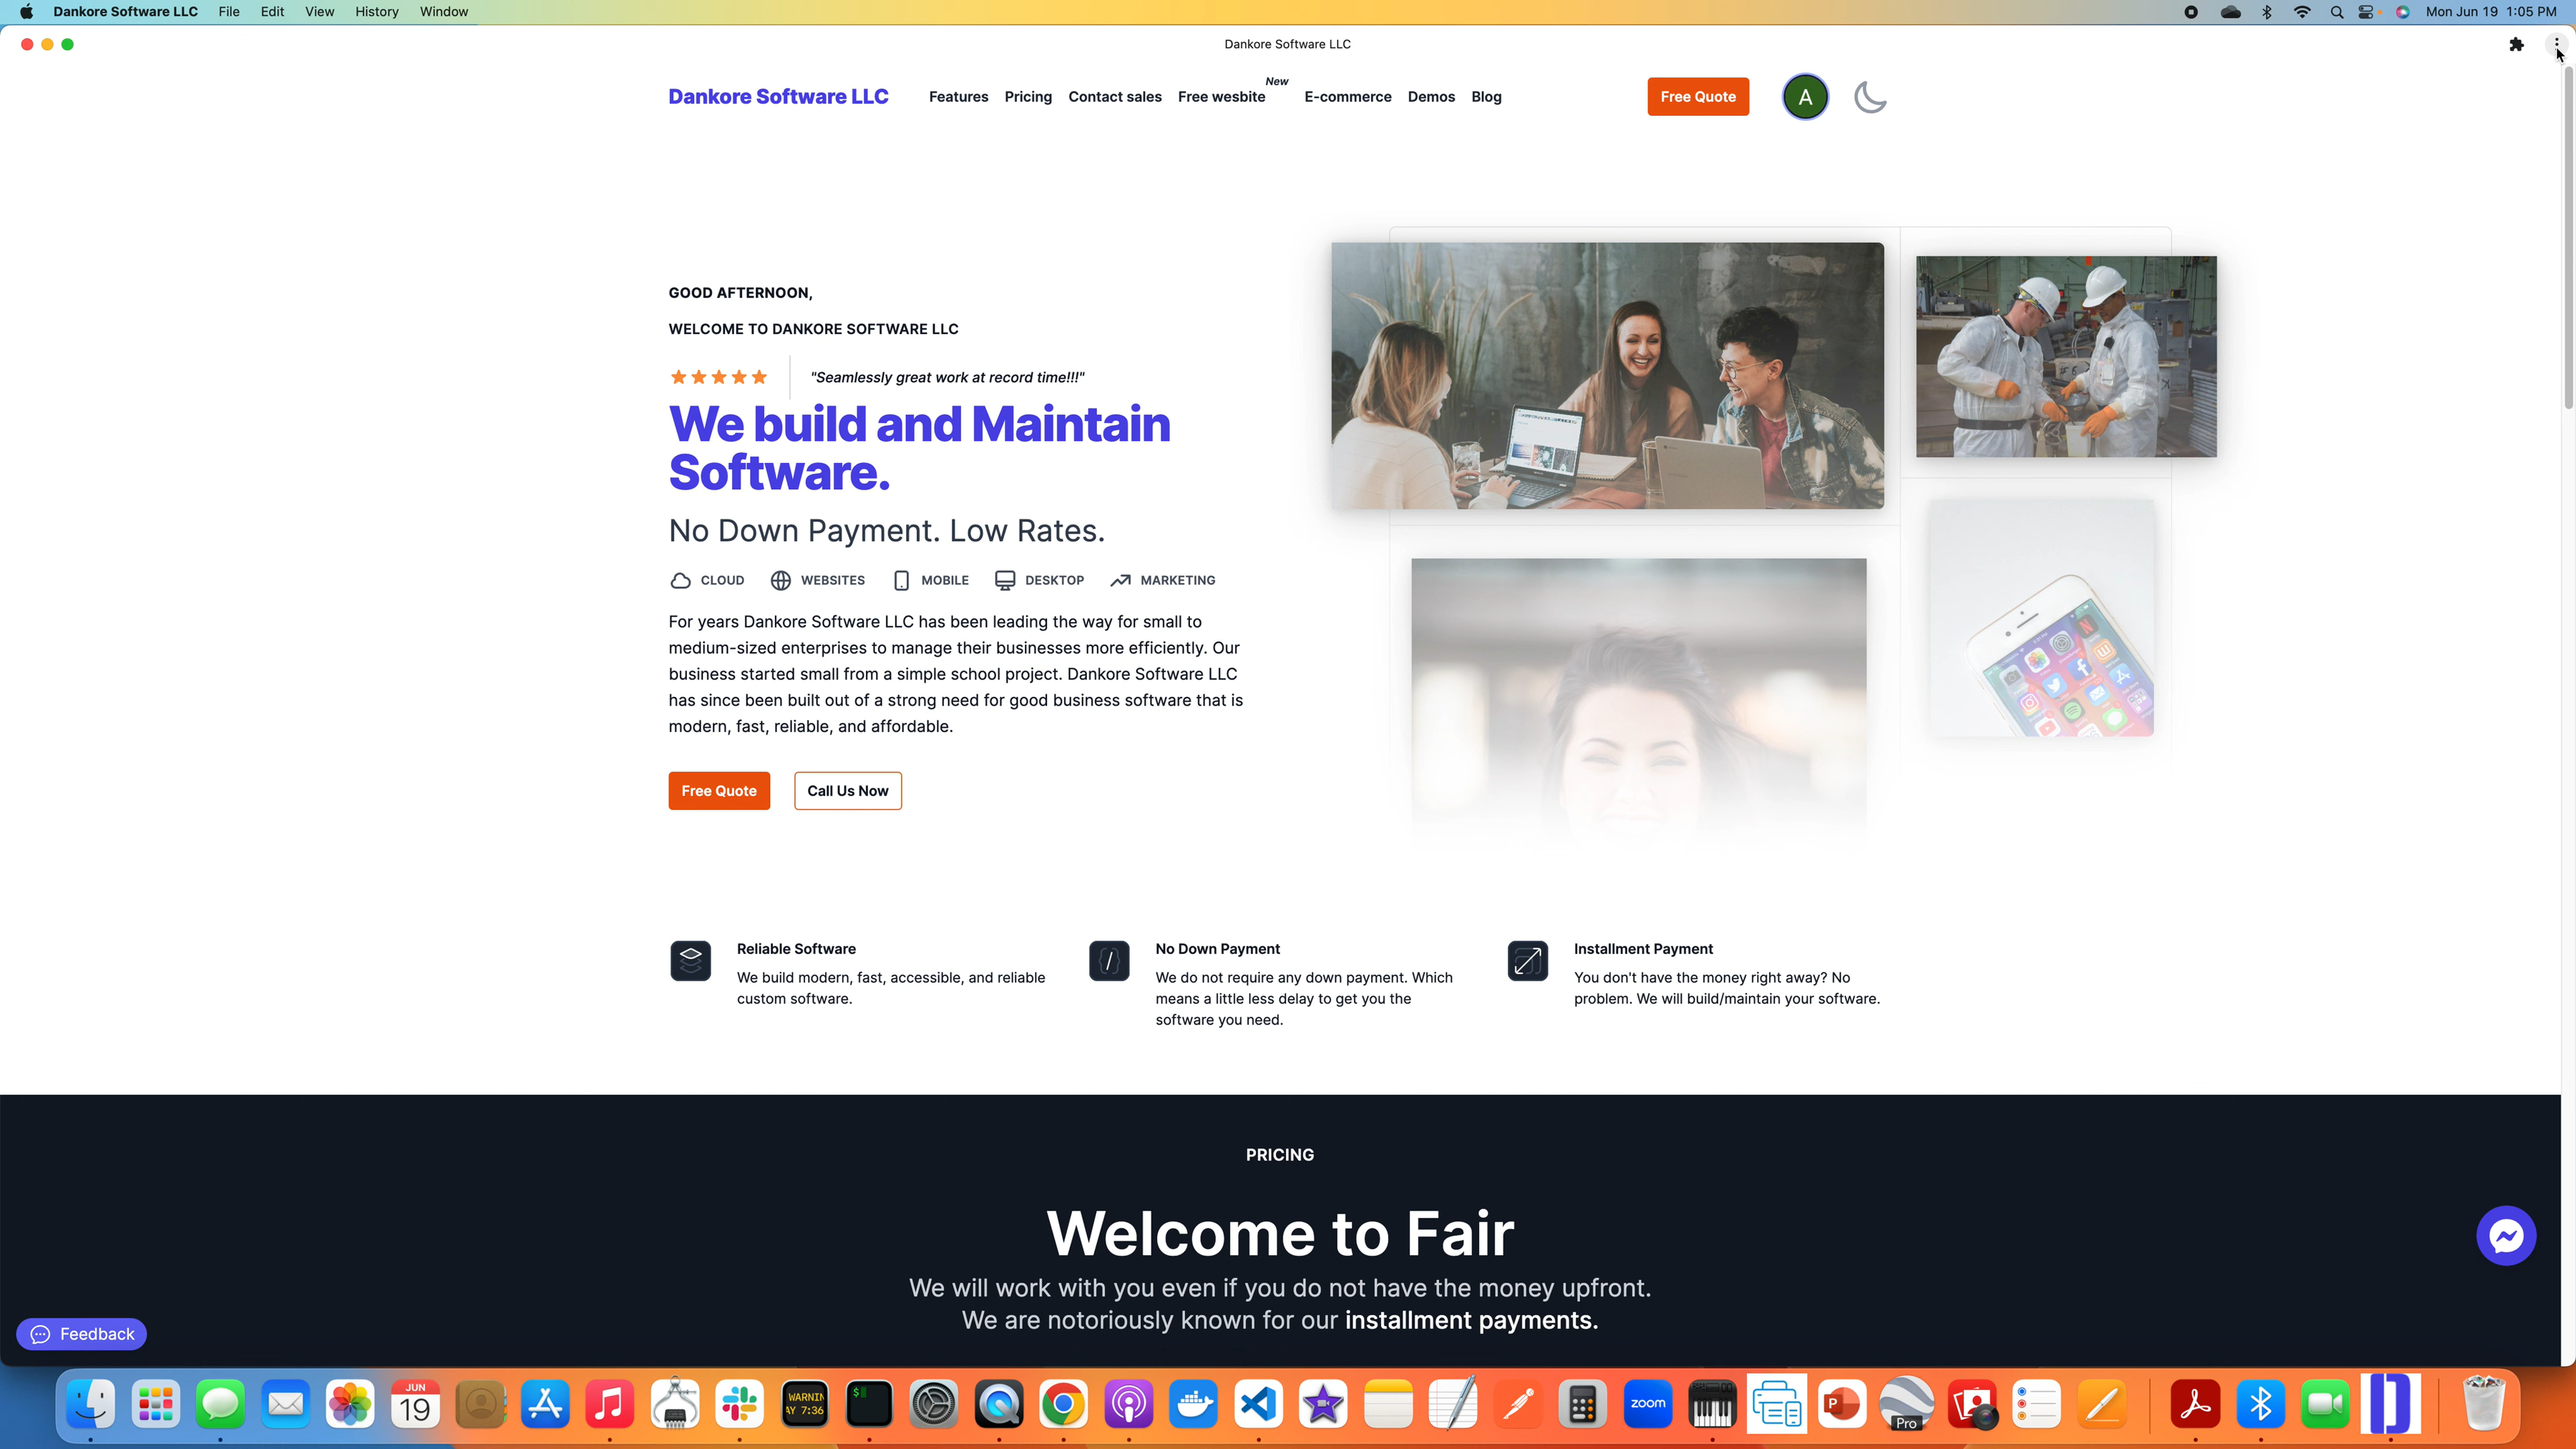 Dankore Software LLC File Edit View History Window Mon Jun 19 1:05 PM
Dankore Software LLC
New
Dankore Software LLC Features Pricing Contact sales Free wesbite E-commerce Demos Blog Free Quote A
GOOD AFTERNOON,
WELCOME TO DANKORE SOFTWARE LLC
"Seamlessly great work at record time!!!"
We build and Maintain
Software.
No Down Payment. Low Rates.
CLOUD WEBSITES MOBILE DESKTOP MARKETING
For years Dankore Software LLC has been leading the way for small to
medium-sized enterprises to manage their businesses more efficiently. Our
business started small from a simple school project. Dankore Software LLC
has since been built out of a strong need for good business software that is
modern, fast, reliable, and affordable.
Free Quote Call Us Now
Reliable Software
We build modern, fast, accessible, and reliable
custom software.
No Down Payment
We do not require any down payment. Which
means a little less delay to get you the
software you need.
Installment Payment
You don't have the money right away? No
problem. We will build/maintain your software.
PRICING
Welcome to Fair
We will work with you even if you do not have the money upfront.
We are notoriously known for our installment payments.
Feedback
JUN
19
WARNIN
AY 7:36
$
zoom
P
Pro